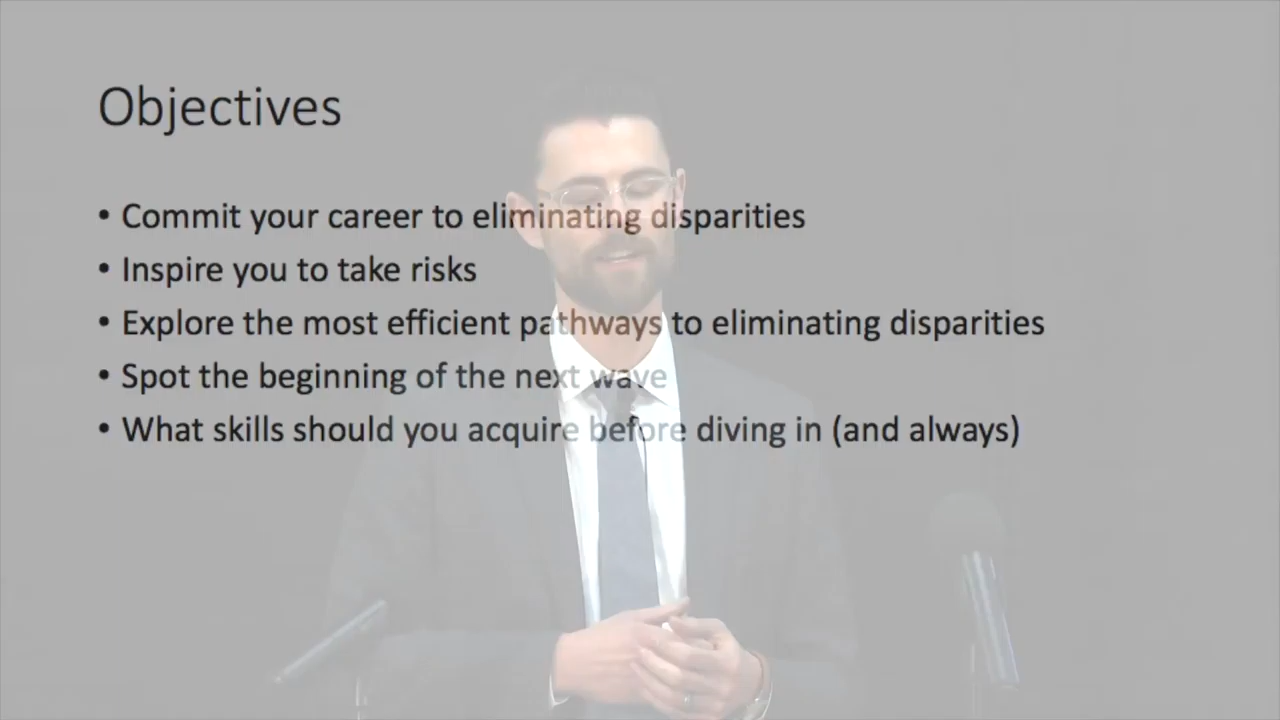 Objectives
• Commit your career to eliminating disparities
• Inspire you to take risks
• Explore the most efficient pathways to eliminating disparities
• Spot the beginning of the next wave
• What skills should you acquire before diving in (and always)